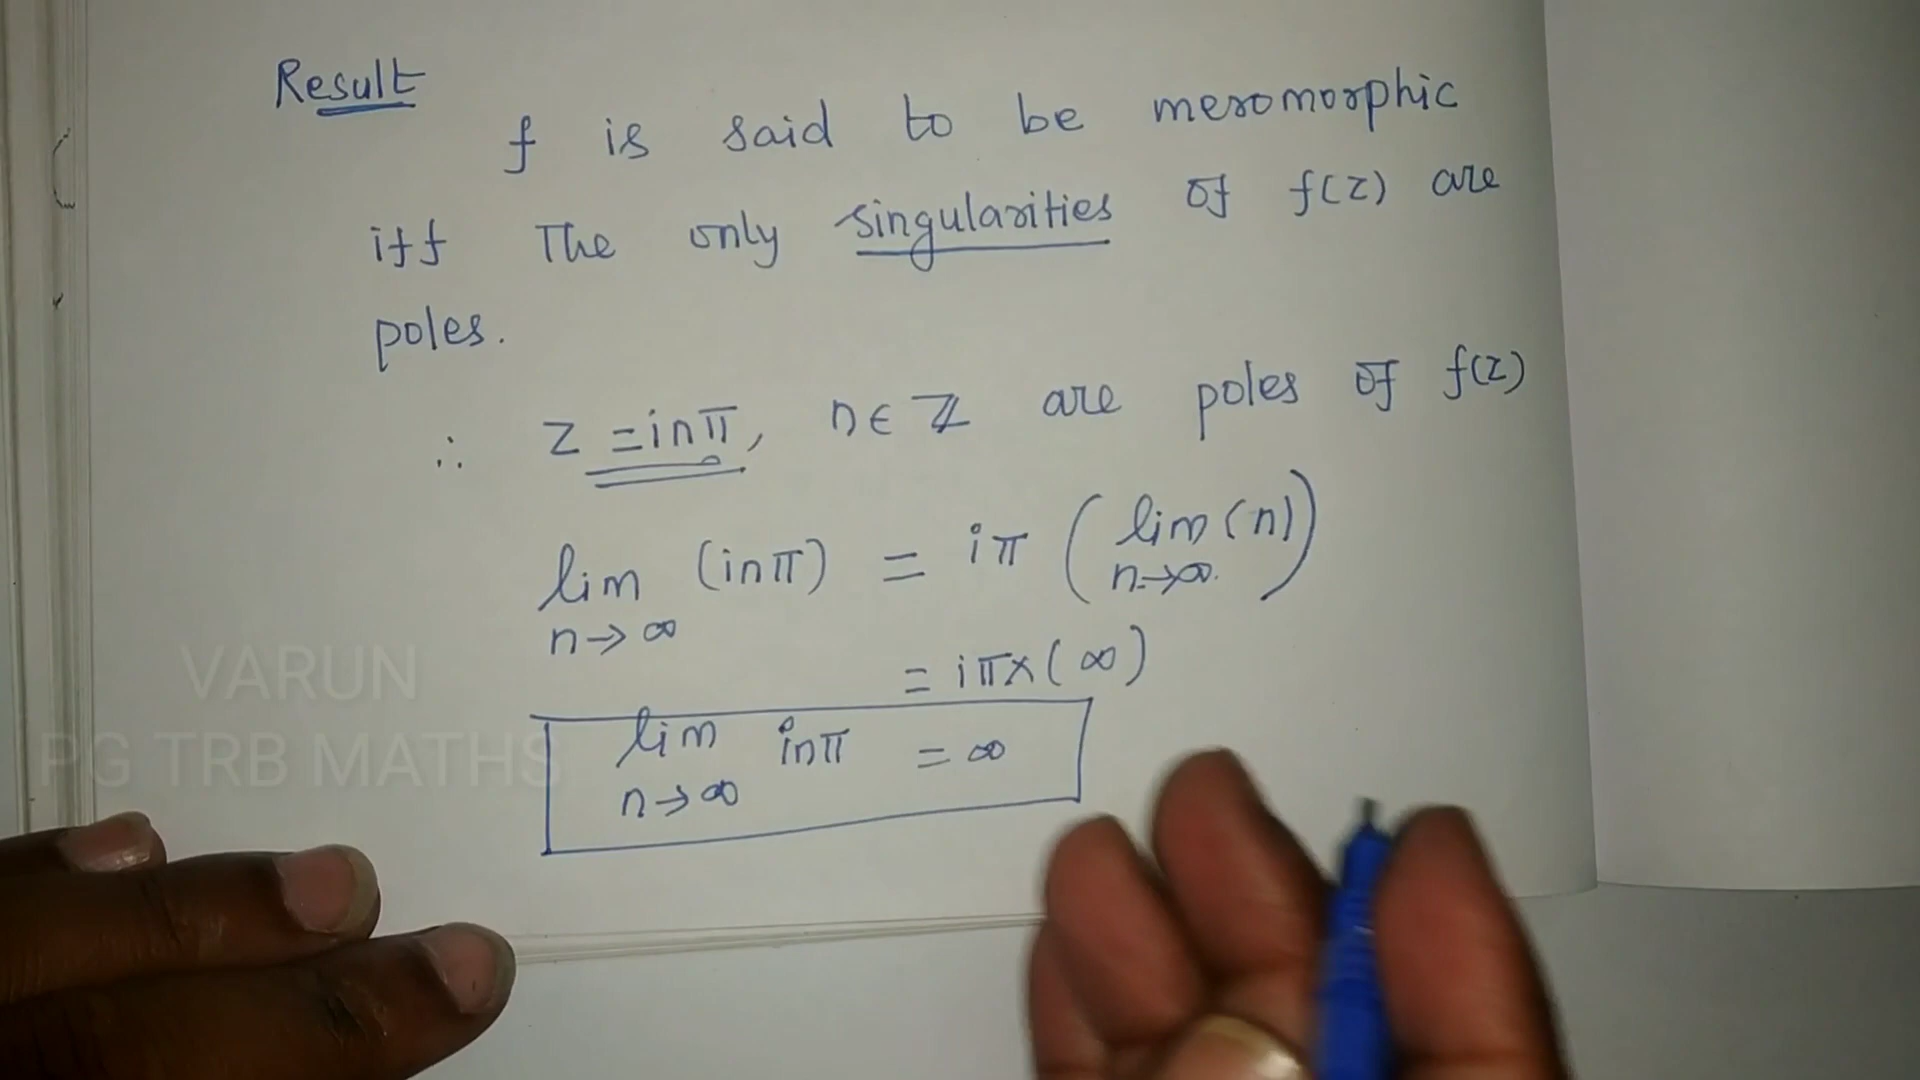 Result
f is said to be meromorphic
iff The only singularities of f(z) are
poles.
∴ z = inπ, n ∈ ℤ are poles of f(z)
lim (inπ) = iπ ( lim (n) )
n→∞ n→∞.
= iπ×(∞)
lim inπ = ∞
n→∞
VARUN
PG TRB MATHS